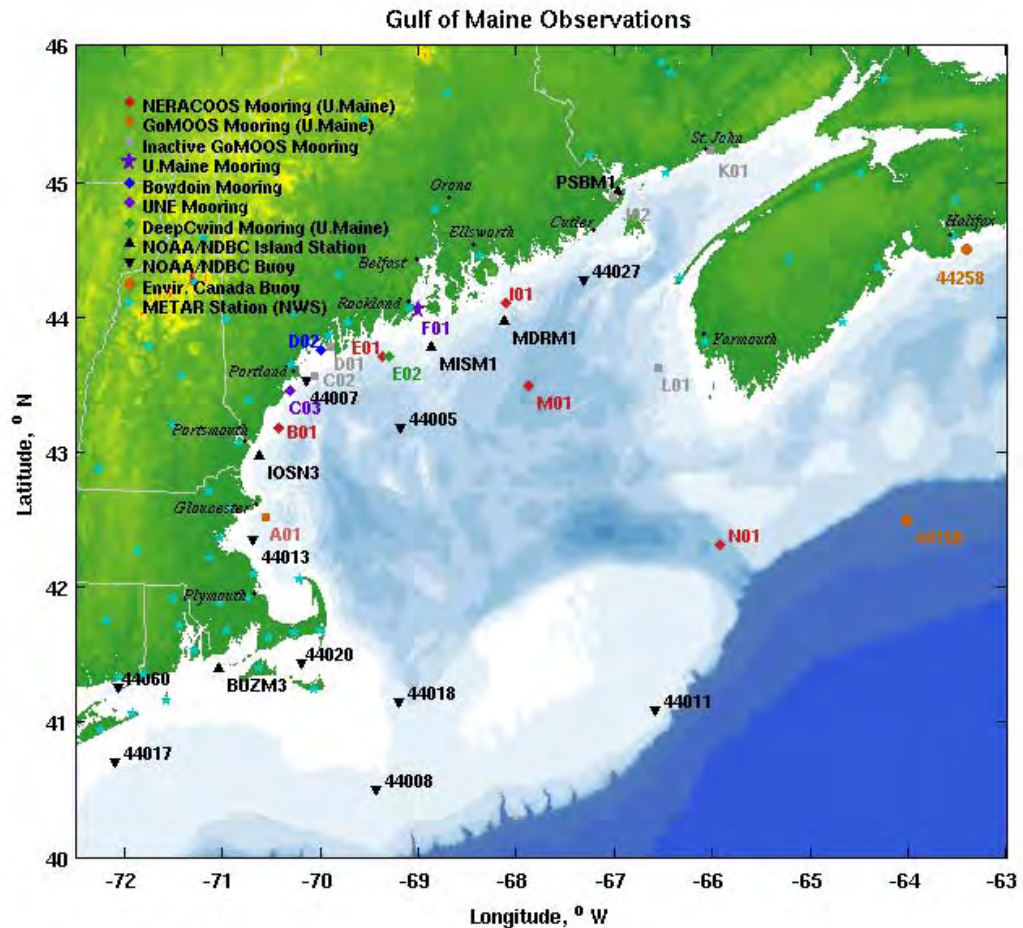 Gulf of Maine Observations
46
45
44
43
42
41
40
Latitude, ° N
NERACOOS Mooring (U.Maine)
GoMOOS Mooring (U.Maine)
Inactive GoMOOS Mooring
U.Maine Mooring
Bowdoin Mooring
UNE Mooring
DeepCwind Mooring (U.Maine)
NOAA/NDBC Island Station
NOAA/NDBC Buoy
Envir. Canada Buoy
METAR Station (NWS)
St. John
K01
PSBM1
Orono
J02
Cutler
Halifax
Ellsworth
Belfast
44027
44258
I01
Rockland
F01
MDRM1
Yarmouth
D02
E01
MISM1
D01
E02
Portland
C02
L01
44007
M01
C03
44005
Portsmouth
B01
IOSN3
Gloucester
A01
N01
44150
44013
Plymouth
44020
44060
BUZM3
44018
44011
44017
44008
-72 -71 -70 -69 -68 -67 -66 -65 -64 -63
Longitude, ° W